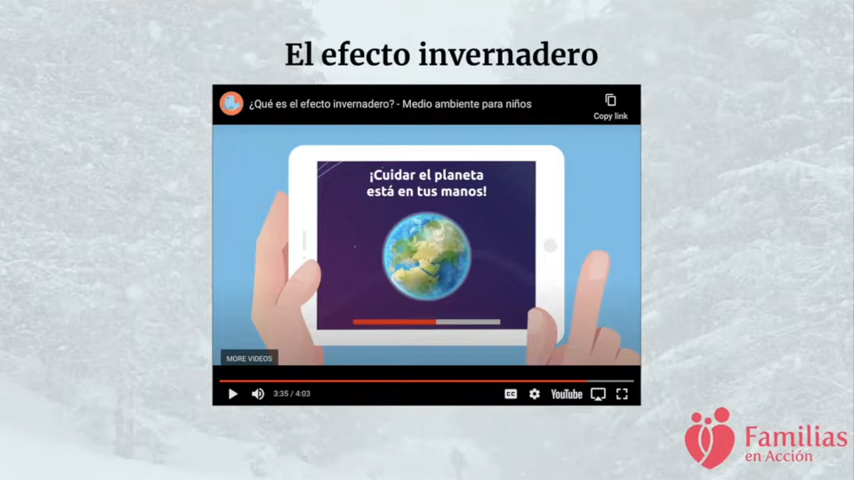 El efecto invernadero
¿Qué es el efecto invernadero? - Medio ambiente para niños
Copy link
¡Cuidar el planeta
está en tus manos!
MORE VIDEOS
3:35 / 4:03
CC
YouTube
Familias
en Acción